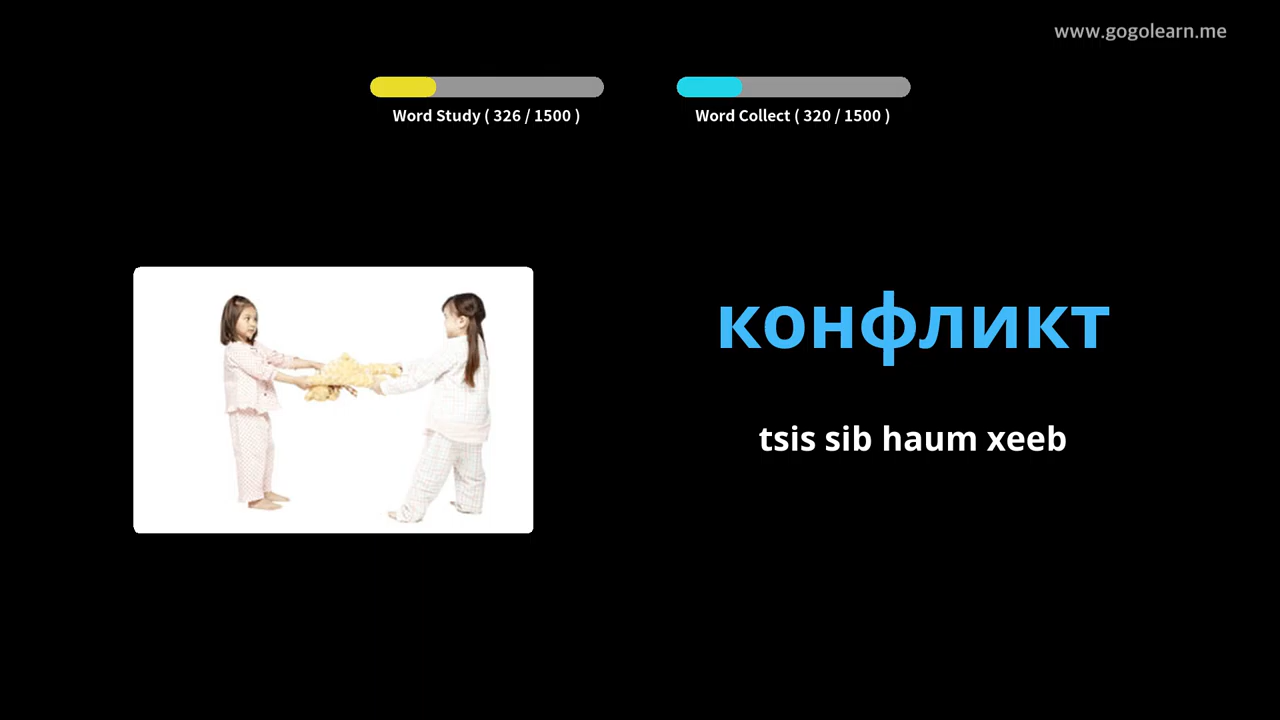 www.gogolearn.me
Word Study ( 326 / 1500 )
Word Collect ( 320 / 1500 )
конфликт
tsis sib haum xeeb